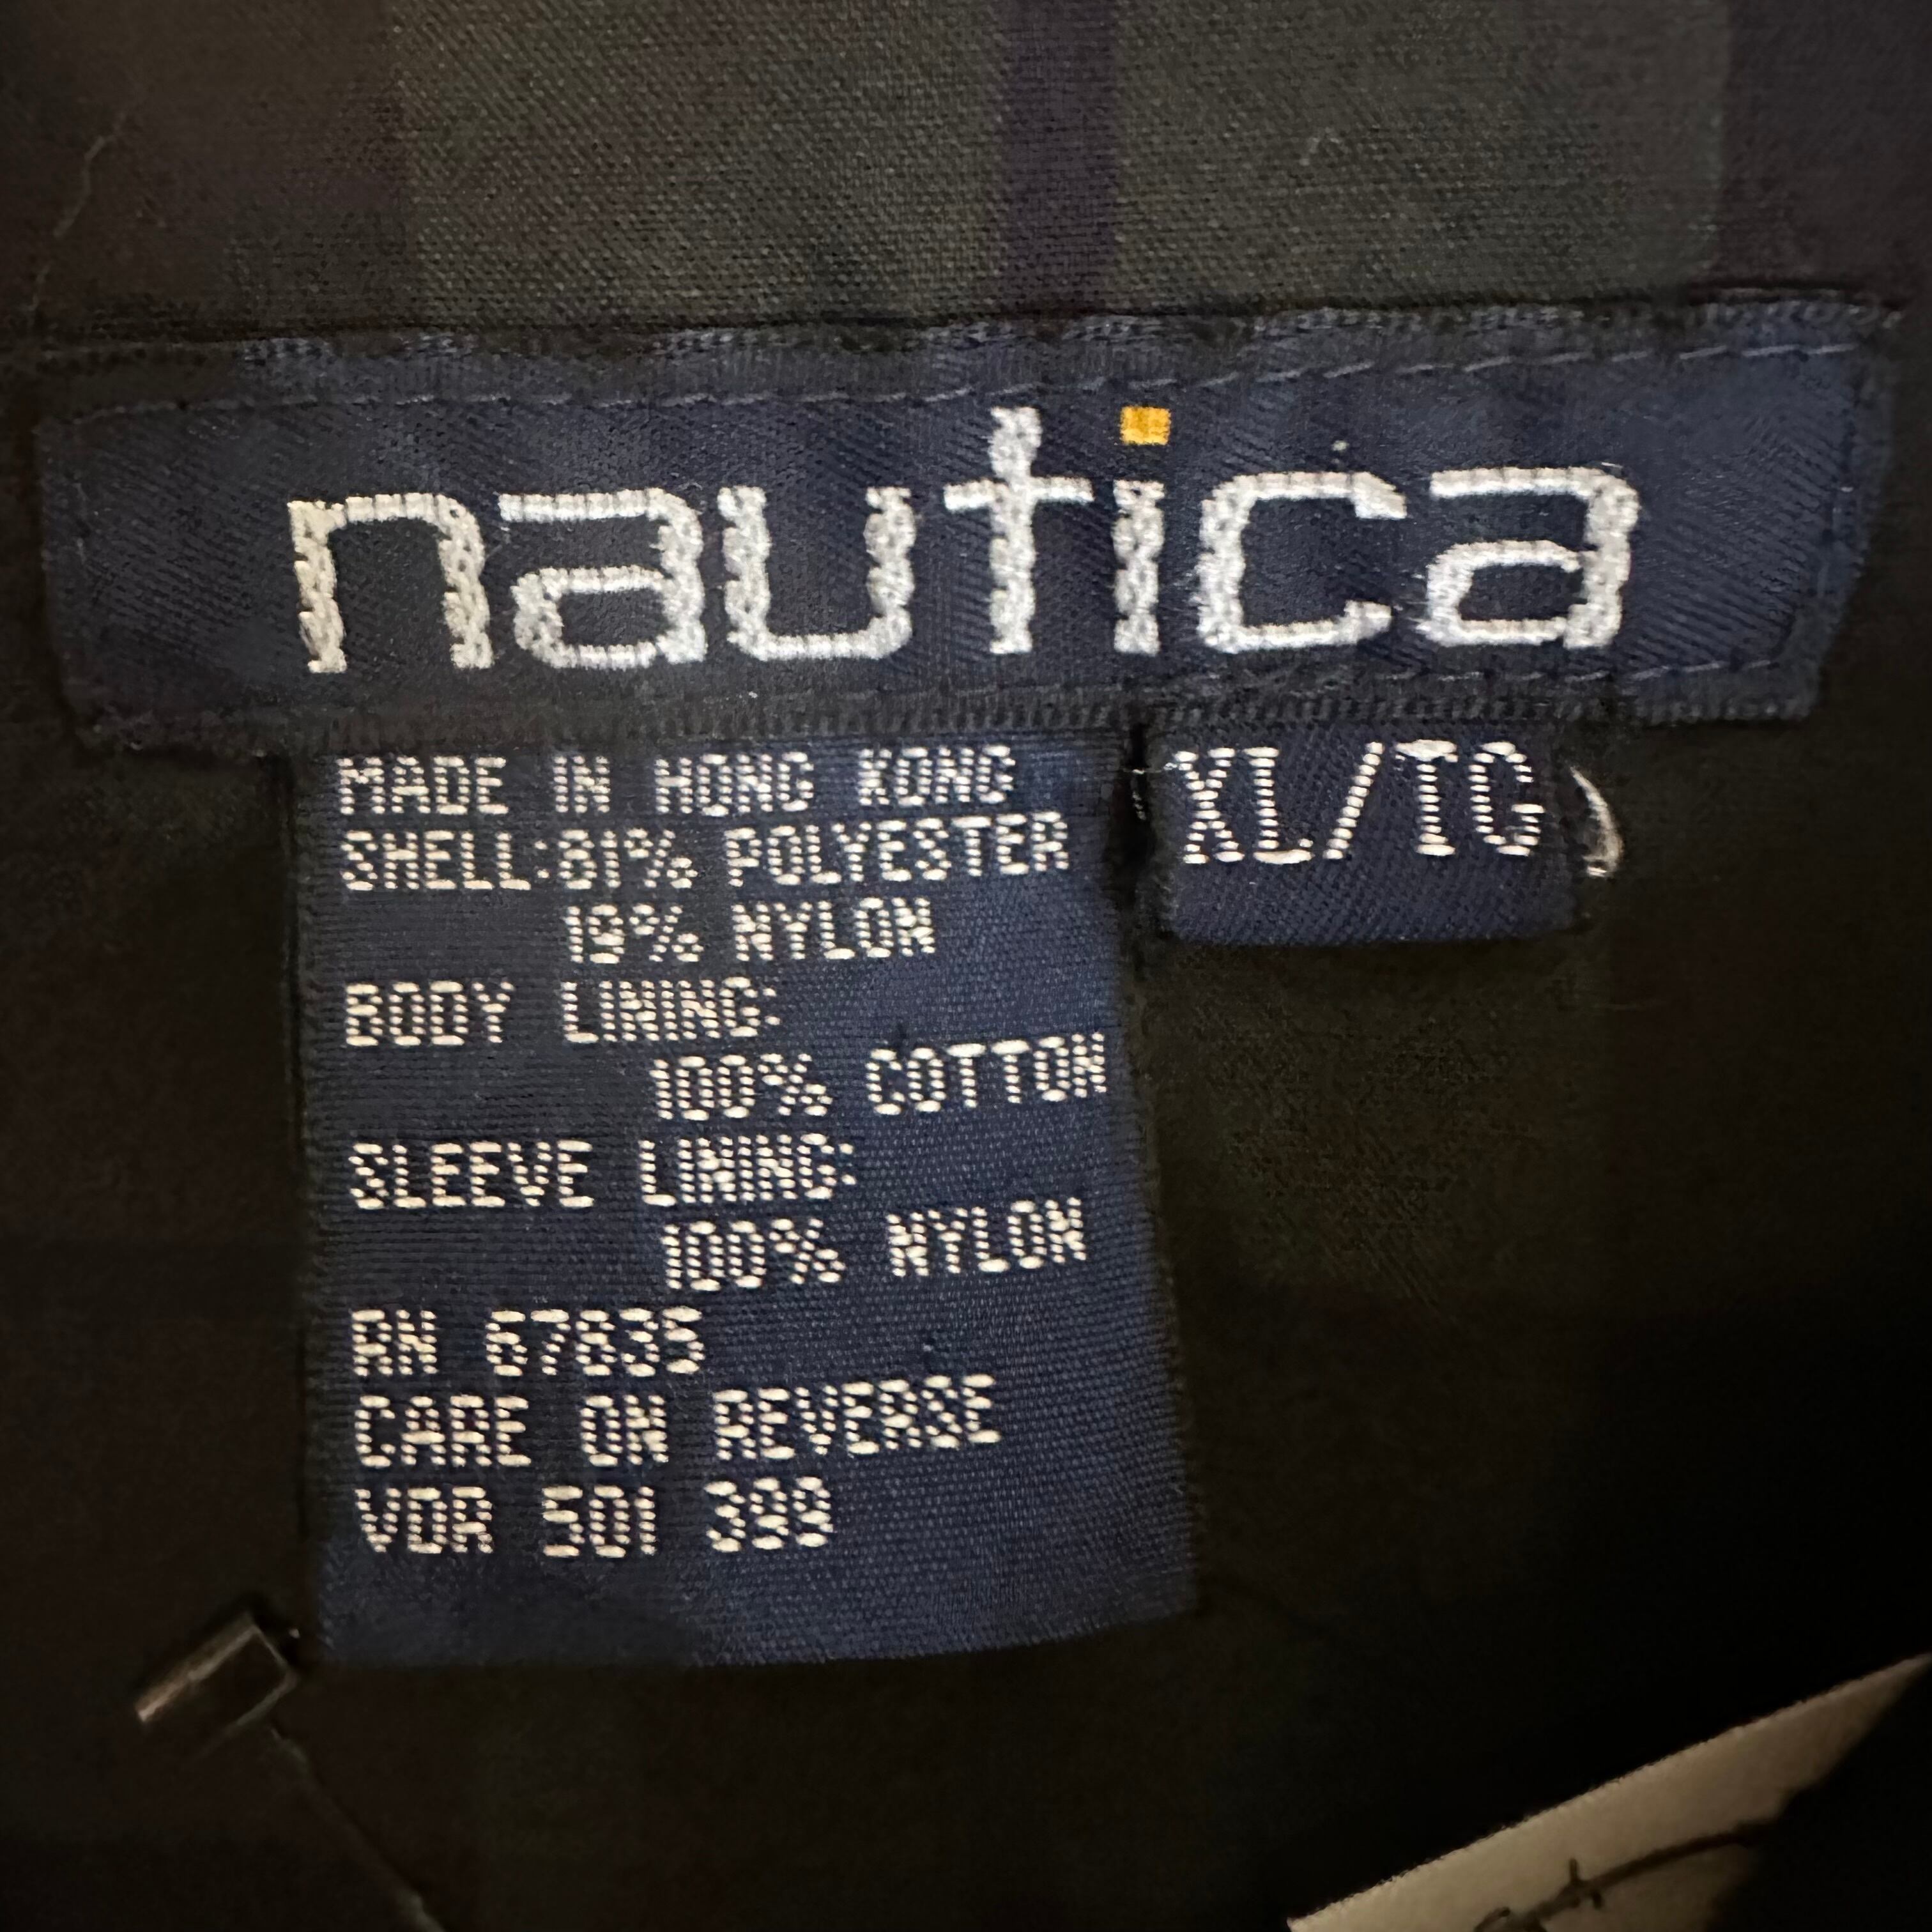 nautica
MADE IN HONG KONG
SHELL:81% POLYESTER
19% NYLON
BODY LINING:
100% COTTON
SLEEVE LINING:
100% NYLON
RN 67835
CARE ON REVERSE
VDR 501 399
XL/TG